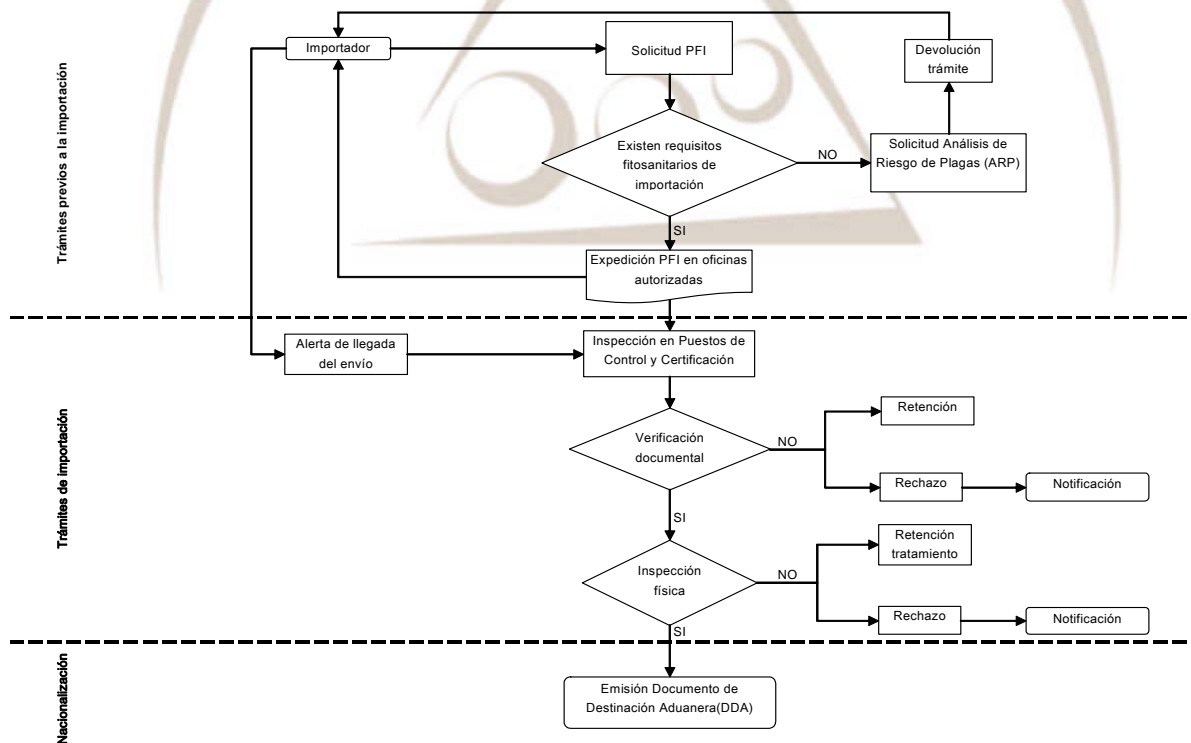 Trámites previos a la importación
Importador
Solicitud PFI
Devolución
trámite
Existen requisitos
fitosanitarios de
importación
NO
Solicitud Análisis de
Riesgo de Plagas (ARP)
SI
Expedición PFI en oficinas
autorizadas
Trámites de importación
Alerta de llegada
del envío
Inspección en Puestos de
Control y Certificación
Verificación
documental
NO
Retención
Rechazo
Notificación
SI
Inspección
física
NO
Retención
tratamiento
Rechazo
Notificación
SI
Nacionalización
Emisión Documento de
Destinación Aduanera(DDA)